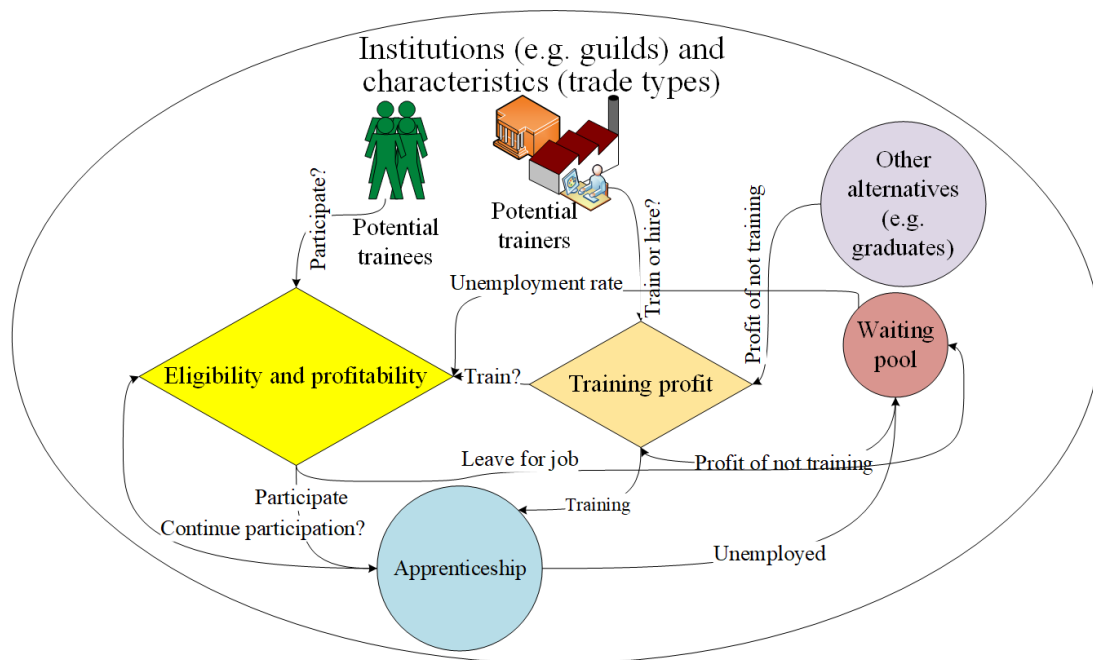 Institutions (e.g. guilds) and
characteristics (trade types)
Participate?
Potential
trainees
Potential
trainers
Train or hire?
Profit of not training
Other
alternatives
(e.g.
graduates)
Unemployment rate
Waiting
pool
Eligibility and profitability
Train?
Training profit
Leave for job
Profit of not training
Participate
Continue participation?
Training
Apprenticeship
Unemployed